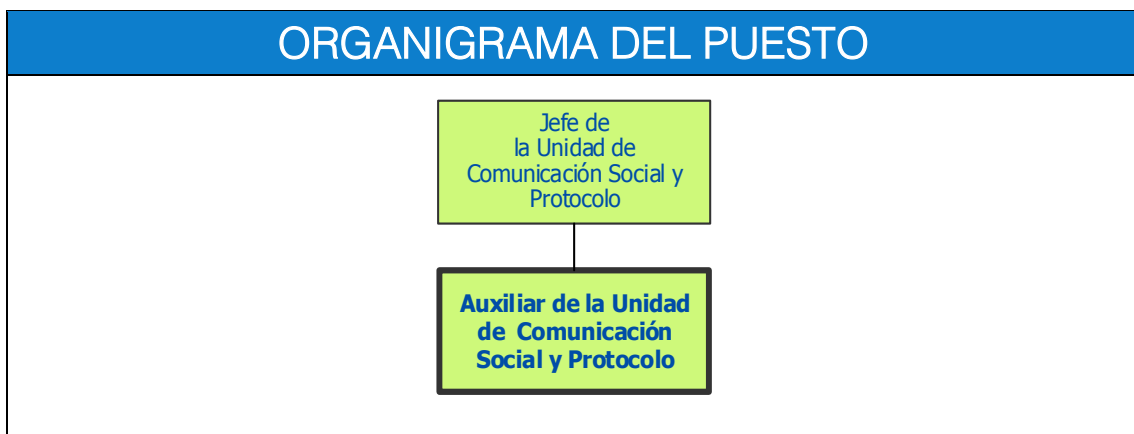 ORGANIGRAMA DEL PUESTO
Jefe de
la Unidad de
Comunicación Social y
Protocolo
Auxiliar de la Unidad
de Comunicación
Social y Protocolo